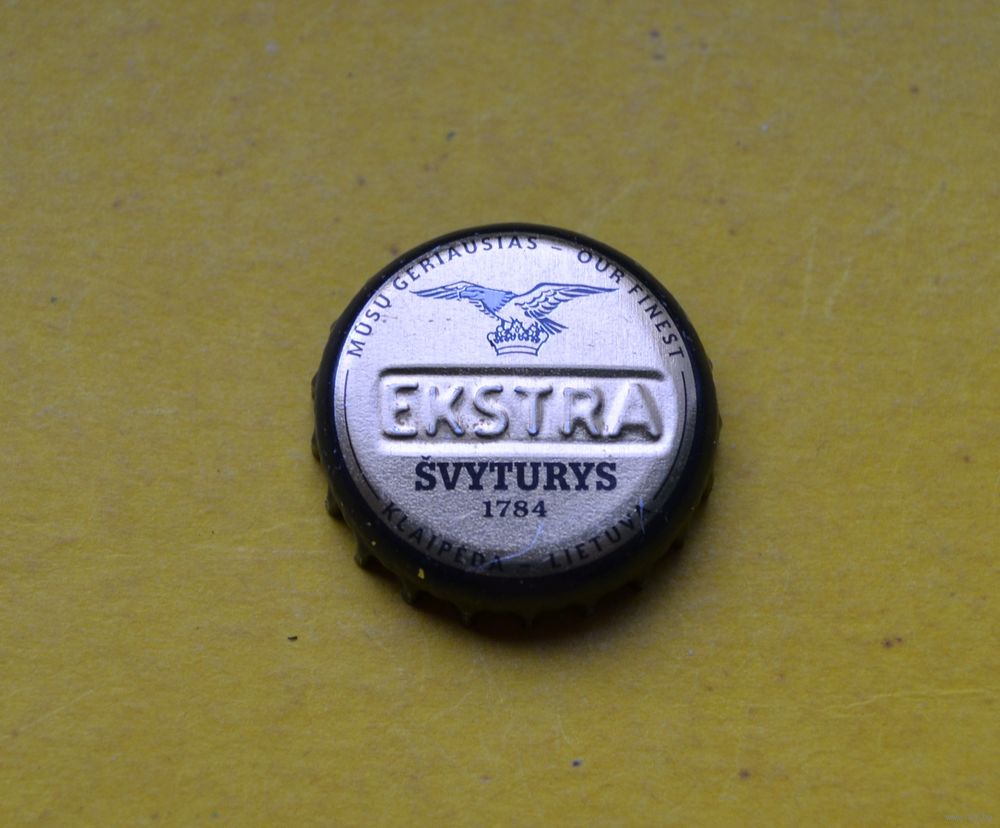 MŪSŲ GERIAUSIAS – OUR FINEST
EKSTRA
ŠVYTURYS
1784
KLAIPĖDA – LIETUVA